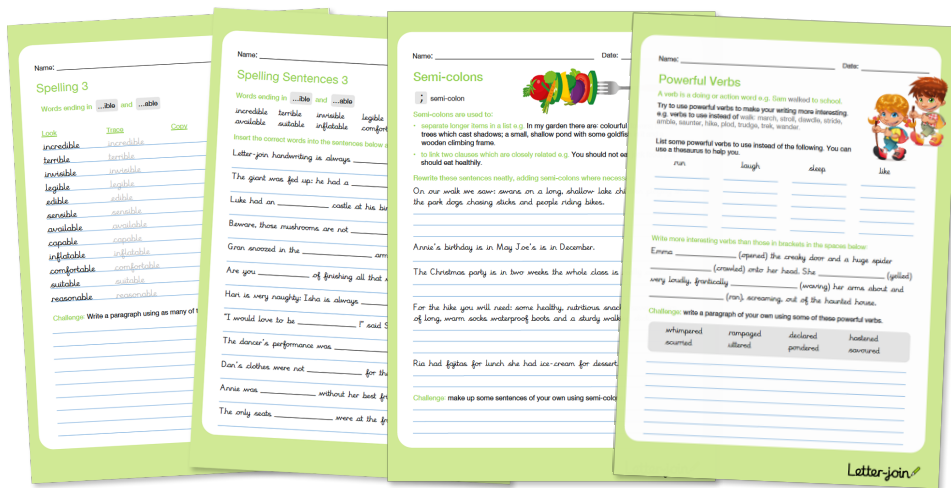 Name:
Spelling 3
Words ending in ...ible and ...able
Look Trace Copy
incredible incredible
terrible terrible
invisible invisible
legible legible
edible edible
sensible sensible
available available
capable capable
inflatable inflatable
comfortable comfortable
suitable suitable
reasonable reasonable
Challenge: Write a paragraph using as many of t
Name:
Spelling Sentences 3
Words ending in ...ible and ...able
incredible terrible invisible legible
available suitable inflatable comfort
Insert the correct words into the sentences below a
Letter-join handwriting is always
The giant was fed up: he had a
Luke had an castle at his bir
Beware, those mushrooms are not
Gran snoozed in the arm
Are you of finishing all that w
Han is very naughty: Isha is always
"I would love to be !" said S
The dancer's performance was
Dan's clothes were not for the
Annie was without her best fr
The only seats were at the fr
Name: Date:
Semi-colons
; semi-colon
Semi-colons are used to:
• separate longer items in a list e.g. In my garden there are: colourful
trees which cast shadows; a small, shallow pond with some goldfis
wooden climbing frame.
• to link two clauses which are closely related e.g. You should not ea
should eat healthily.
Rewrite these sentences neatly, adding semi-colons where necess
On our walk we saw: swans on a long, shallow lake chil
the park dogs chasing sticks and people riding bikes.
Annie's birthday is in May Joe's is in December.
The Christmas party is in two weeks the whole class is
For the hike you will need: some healthy, nutritious snac
of long, warm socks waterproof boots and a sturdy walk
Ria had fajitas for lunch she had ice-cream for dessert
Challenge: make up some sentences of your own using semi-colo
Name: Date:
Powerful Verbs
A verb is a doing or action word e.g. Sam walked to school.
Try to use powerful verbs to make your writing more interesting.
e.g. verbs to use instead of walk: march, stroll, dawdle, stride,
amble, saunter, hike, plod, trudge, trek, wander.
List some powerful verbs to use instead of the following. You can
use a thesaurus to help you.
run laugh sleep like
Write more interesting verbs than those in brackets in the spaces below:
Emma (opened) the creaky door and a huge spider
(crawled) onto her head. She (yelled)
very loudly, frantically (waving) her arms about and
(ran), screaming, out of the haunted house.
Challenge: write a paragraph of your own using some of these powerful verbs.
whimpered rampaged declared hastened
scurried uttered pondered savoured
Letter-join